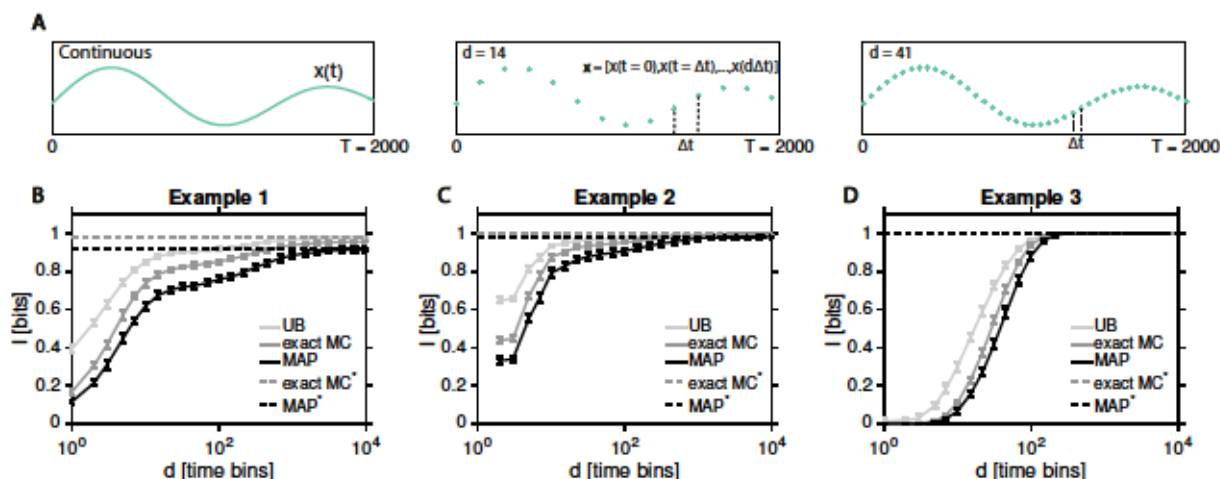 A
Continuous
x(t)
0
T = 2000
d = 14
x = [x(t = 0),x(t = Δt),...,x(dΔt)]
0
Δt
T = 2000
d = 41
0
Δt
T = 2000
B
Example 1
I [bits]
1
0.8
0.6
0.4
0.2
0
UB
exact MC
MAP
exact MC*
MAP*
10^0
10^2
10^4
d [time bins]
C
Example 2
I [bits]
1
0.8
0.6
0.4
0.2
0
UB
exact MC
MAP
exact MC*
MAP*
10^0
10^2
10^4
d [time bins]
D
Example 3
I [bits]
1
0.8
0.6
0.4
0.2
0
UB
exact MC
MAP
exact MC*
MAP*
10^0
10^2
10^4
d [time bins]